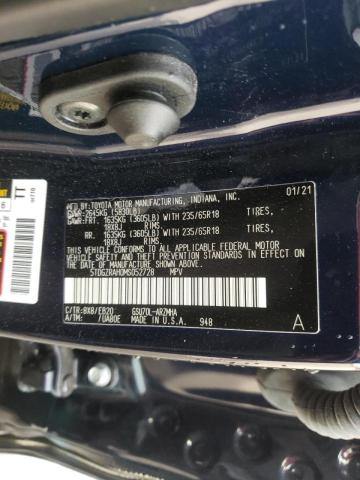 MFD. BY:TOYOTA MOTOR MANUFACTURING, INDIANA, INC. 01/21
GVWR:2645KG (5830LB)
GAWR:FRT. 1635KG (3605LB) WITH 235/65R18 TIRES,
18X8J RIMS
RR. 1635KG (3605LB) WITH 235/65R18 TIRES,
18X8J RIMS
THIS VEHICLE CONFORMS TO ALL APPLICABLE FEDERAL MOTOR
VEHICLE SAFETY AND THEFT PREVENTION STANDARDS IN EFFECT
ON THE DATE OF MANUFACTURE SHOWN ABOVE.
5TDGZRAH0MS052728 MPV
C/TR:8X8/EB20 GSU70L-ARZMHA
A/TM: /UA80E MADE IN U.S.A. 948 A
TT